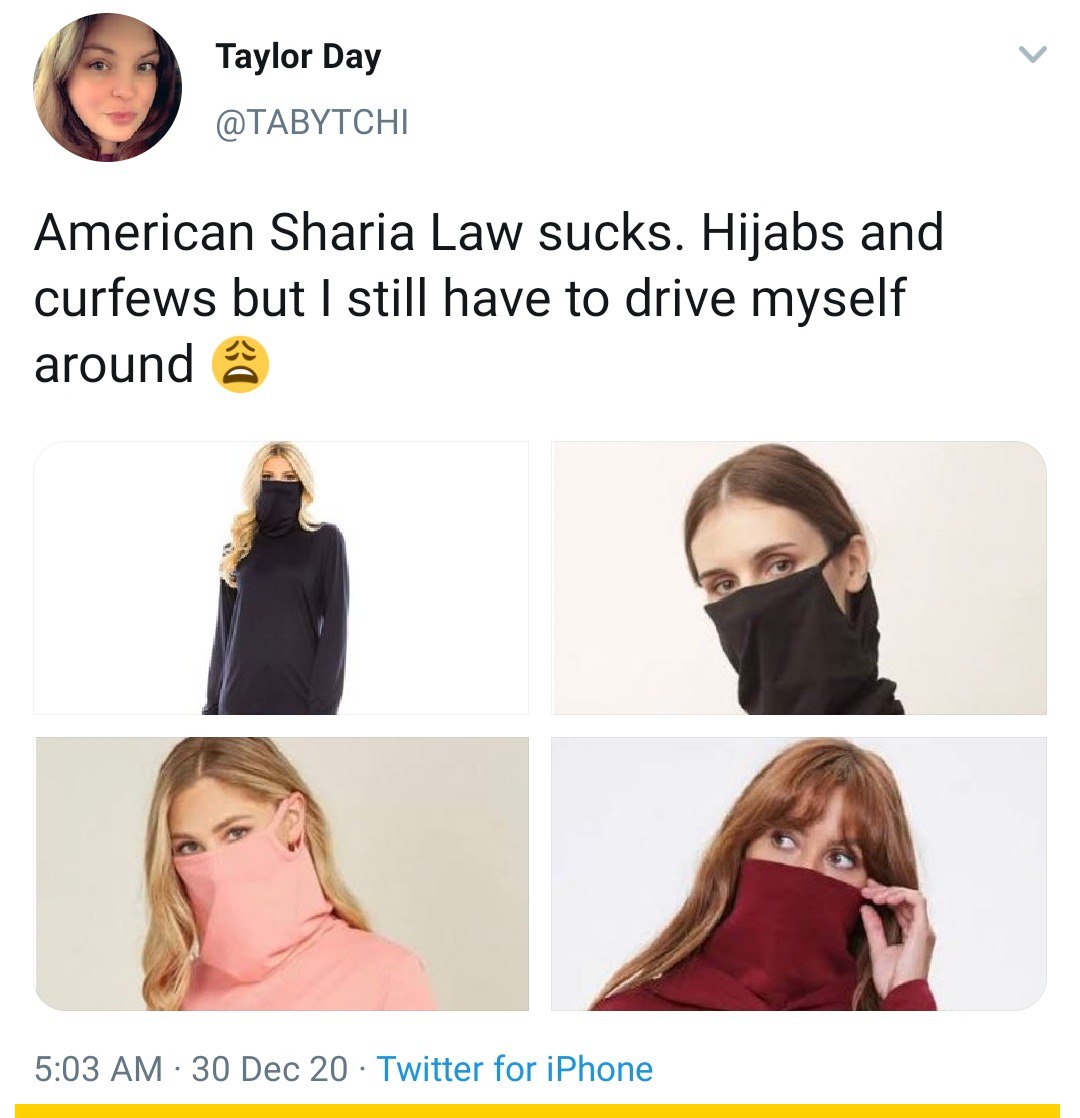 Taylor Day
@TABYTCHI
American Sharia Law sucks. Hijabs and
curfews but I still have to drive myself
around 😩
5:03 AM · 30 Dec 20 · Twitter for iPhone